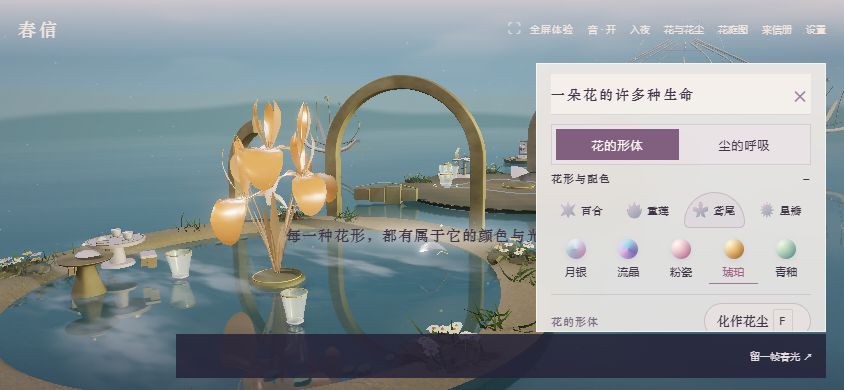 春信
全屏体验 音·开 入夜 花与花尘 花庭图 来信册 设置
一朵花的许多种生命 ×
花的形体 尘的呼吸
花形与配色 −
百合 重莲 鸢尾 星瓣
月银 流晶 粉瓷 琥珀 青釉
每一种花形，都有属于它的颜色与光
花的形体 化作花尘 F
留一帧春光 ↗